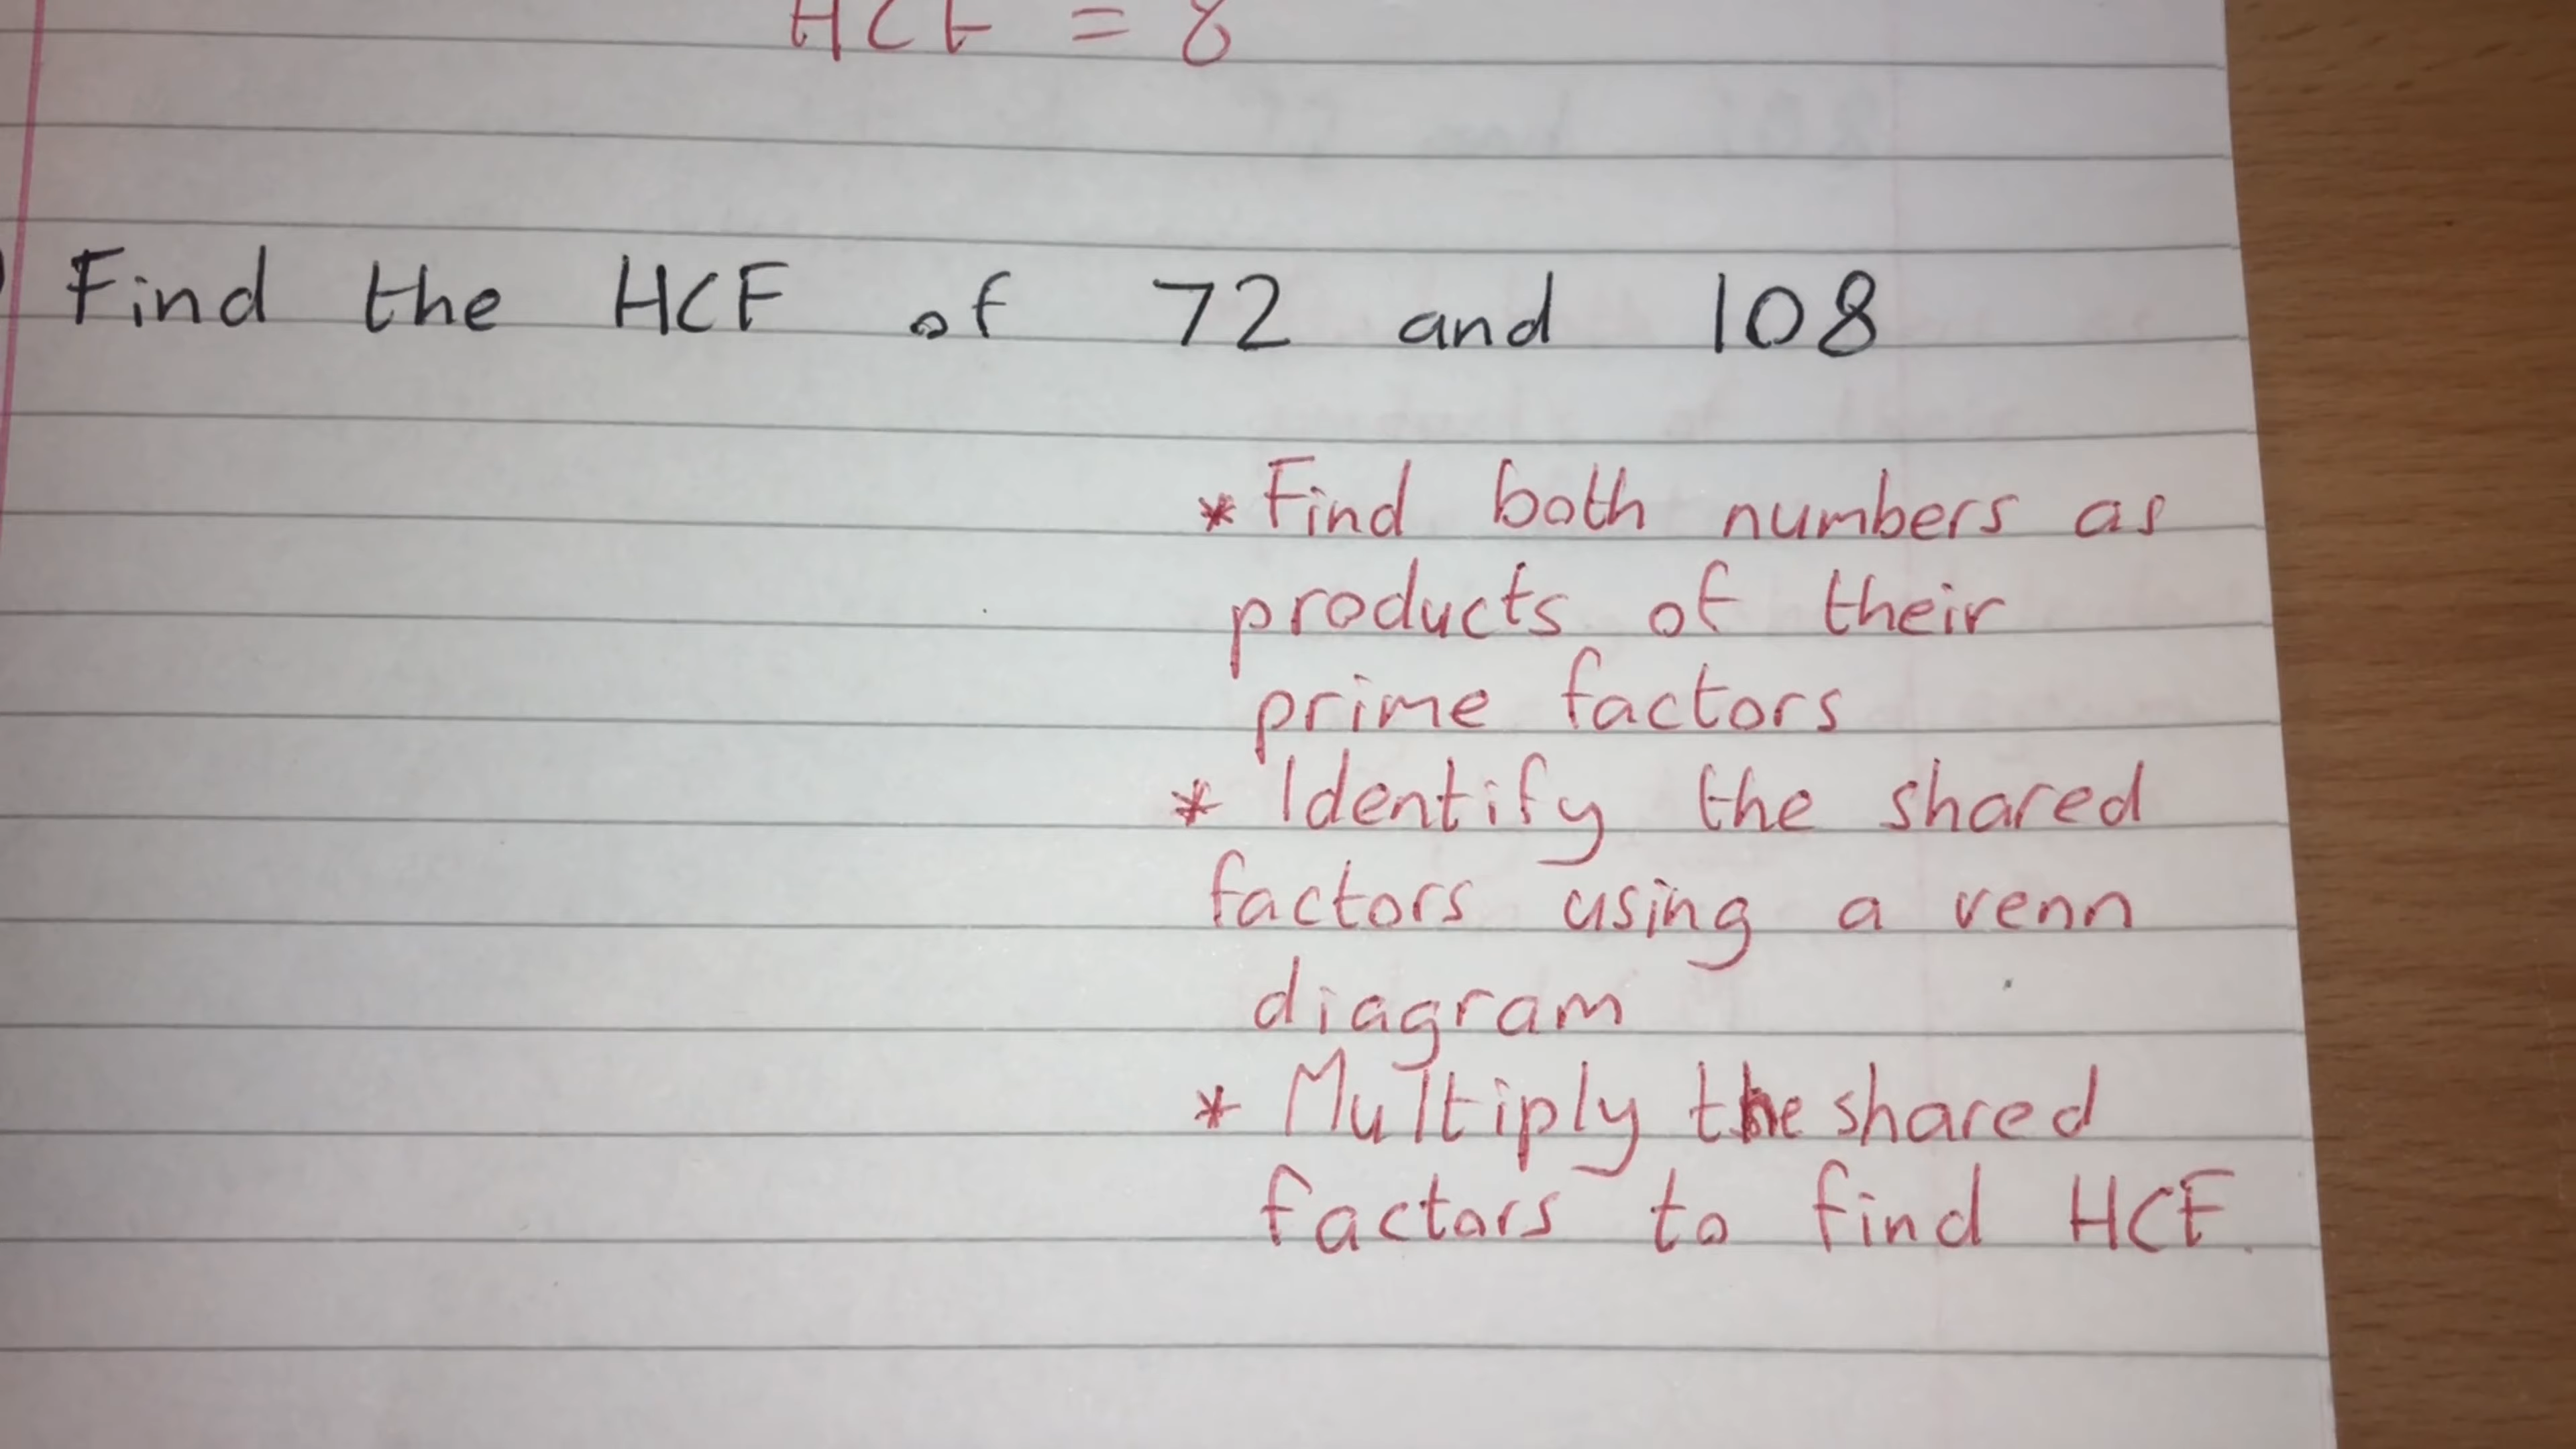 HCF = 8
) Find the HCF of 72 and 108
* Find both numbers as
products of their
prime factors
* Identify the shared
factors using a venn
diagram
* Multiply the shared
factors to find HCF.